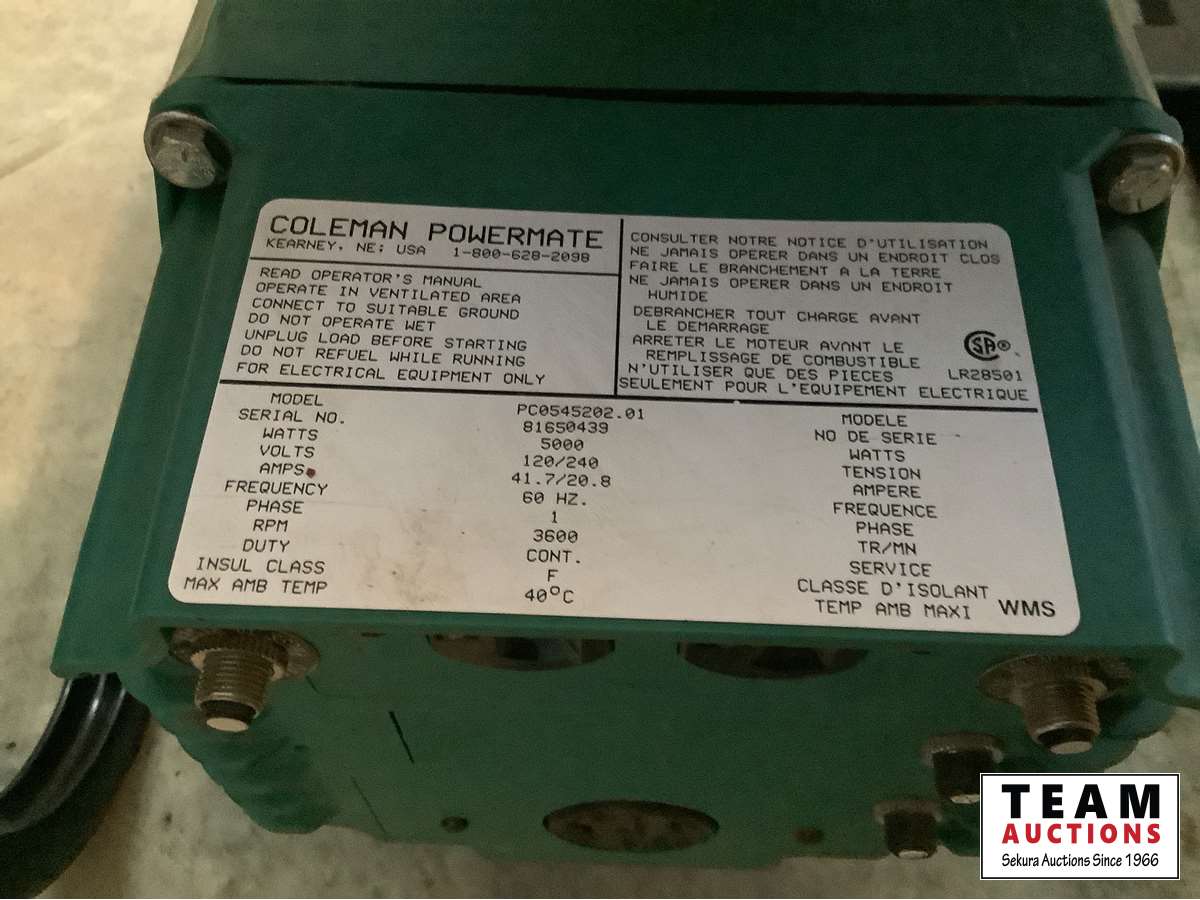 COLEMAN POWERMATE
KEARNEY, NE; USA 1-800-628-2098
READ OPERATOR'S MANUAL
OPERATE IN VENTILATED AREA
CONNECT TO SUITABLE GROUND
DO NOT OPERATE WET
UNPLUG LOAD BEFORE STARTING
DO NOT REFUEL WHILE RUNNING
FOR ELECTRICAL EQUIPMENT ONLY
CONSULTER NOTRE NOTICE D'UTILISATION
NE JAMAIS OPERER DANS UN ENDROIT CLOS
FAIRE LE BRANCHEMENT A LA TERRE
NE JAMAIS OPERER DANS UN ENDROIT
HUMIDE
DEBRANCHER TOUT CHARGE AVANT
LE DEMARRAGE
ARRETER LE MOTEUR AVANT LE
REMPLISSAGE DE COMBUSTIBLE
N'UTILISER QUE DES PIECES
SEULEMENT POUR L'EQUIPEMENT ELECTRIQUE
SA®
LR28501
MODEL PC0545202.01 MODELE
SERIAL NO. 81650439 NO DE SERIE
WATTS 5000 WATTS
VOLTS 120/240 TENSION
AMPS 41.7/20.8 AMPERE
FREQUENCY 60 HZ. FREQUENCE
PHASE 1 PHASE
RPM 3600 TR/MN
DUTY CONT. SERVICE
INSUL CLASS F CLASSE D'ISOLANT
MAX AMB TEMP 40°C TEMP AMB MAXI WMS
TEAM
AUCTIONS
Sekura Auctions Since 1966